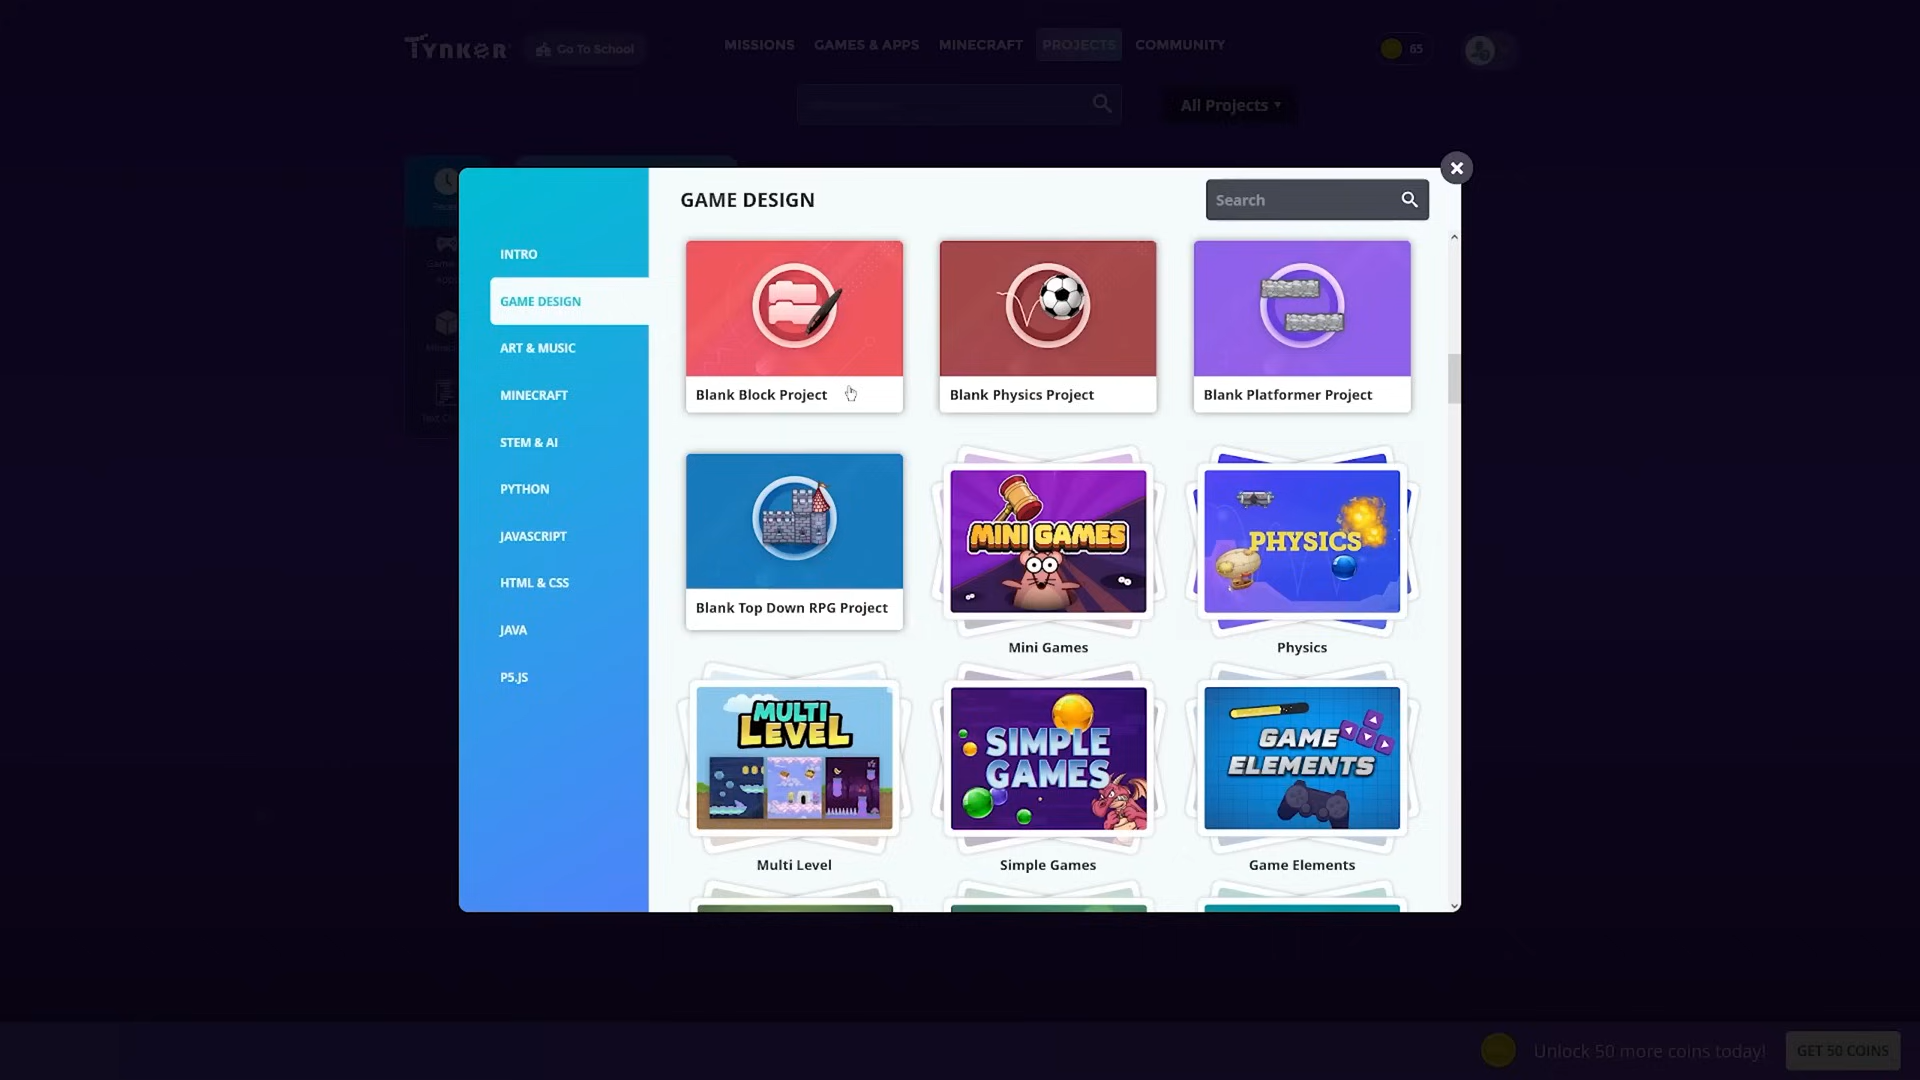 TYNKER
Go To School
MISSIONS
GAMES & APPS
MINECRAFT
PROJECTS
COMMUNITY
65
All Projects
GAME DESIGN
Search
INTRO
GAME DESIGN
ART & MUSIC
MINECRAFT
STEM & AI
PYTHON
JAVASCRIPT
HTML & CSS
JAVA
P5.JS
Blank Block Project
Blank Physics Project
Blank Platformer Project
Blank Top Down RPG Project
MINI GAMES
Mini Games
PHYSICS
Physics
MULTI
LEVEL
Multi Level
SIMPLE
GAMES
Simple Games
GAME
ELEMENTS
Game Elements
Unlock 50 more coins today!
GET 50 COINS